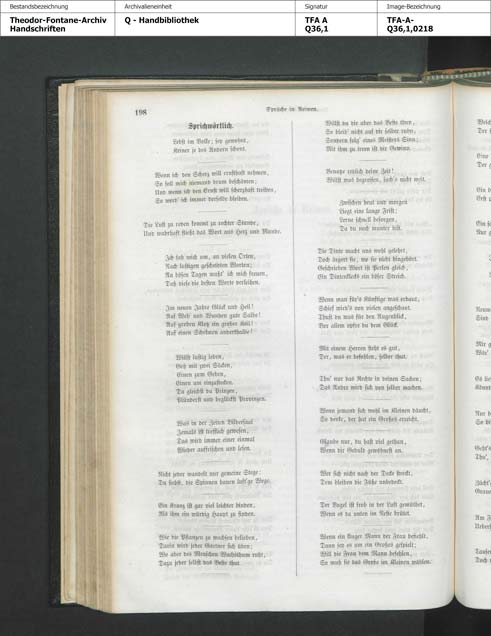 Bestandsbezeichnung
Archivalieneinheit
Signatur
Image-Bezeichnung
Theodor-Fontane-Archiv
Handschriften
Q - Handbibliothek
TFA A
Q36,1
TFA-A-
Q36,1,0218
198
Sprüche in Reimen.
Sprichwörtlich.
Lebst im Volke; sey gewohnt,
Keiner je den Andern schont.
Wenn ich den Scherz will ernsthaft nehmen,
So soll mich niemand drum beschämen;
Und wenn ich den Ernst will scherzhaft treiben,
So werd' ich immer derselbe bleiben.
Die Lust zu reden kommt zu rechter Stunde,
Und wahrhaft fließt das Wort aus Herz und Munde.
Ich sah mich um, an vielen Orten,
Nach lustigen gescheidten Worten;
An bösen Tagen mußt' ich mich freuen,
Daß diese die besten Worte verleihen.
Im neuen Jahre Glück und Heil!
Auf Weh' und Wunden gute Salbe!
Auf groben Klotz ein grober Keil!
Auf einen Schelmen anderthalbe!
Willst lustig leben,
Geh mit zwei Säcken,
Einen zum Geben,
Einen um einzustecken.
Da gleichst du Prinzen,
Plünderst und beglückst Provinzen.
Was in der Zeiten Bildersaal
Jemals ist trefflich gewesen,
Das wird immer einer einmal
Wieder auffrischen und lesen.
Nicht jeder wandelt nur gemeine Stege:
Du siehst, die Spinnen bauen luft'ge Wege.
Ein Kranz ist gar viel leichter binden,
Als ihm ein würdig Haupt zu finden.
Wie die Pflanzen zu wachsen belieben,
Darin wird jeder Gärtner sich üben;
Wo aber des Menschen Wachsthum ruht,
Dazu jeder selbst das Beste thut.
Willst du dir aber das Beste thun,
So bleib' nicht auf dir selber ruhn,
Sondern folg' eines Meisters Sinn;
Mit ihm zu irren ist dir Gewinn.
Benutze redlich deine Zeit!
Willst was begreifen, such's nicht weit.
Zwischen heut und morgen
Liegt eine lange Frist;
Lerne schnell besorgen,
Da du noch munter bist.
Die Dinte macht uns wohl gelehrt,
Doch ärgert sie, wo sie nicht hingehört.
Geschrieben Wort ist Perlen gleich;
Ein Dintenklecks ein böser Streich.
Wenn man für's Künftige was erbaut,
Schief wird's von vielen angeschaut.
Thust du was für den Augenblick,
Vor allem opfre du dem Glück.
Mit einem Herren steht es gut,
Der, was er befohlen, selber thut.
Thu' nur das Rechte in deinen Sachen;
Das Andre wird sich von selber machen.
Wenn jemand sich wohl im Kleinen däucht,
So denke, der hat ein Großes erreicht.
Glaube nur, du hast viel gethan,
Wenn dir Geduld gewöhnest an.
Wer sich nicht nach der Decke streckt,
Dem bleiben die Füße unbedeckt.
Der Vogel ist froh in der Luft gemüthet,
Wenn es da unten im Neste brütet.
Wenn ein kluger Mann der Frau befiehlt,
Dann sey es um ein Großes gespielt;
Will die Frau dem Mann befehlen,
So muß sie das Große im Kleinen wählen.